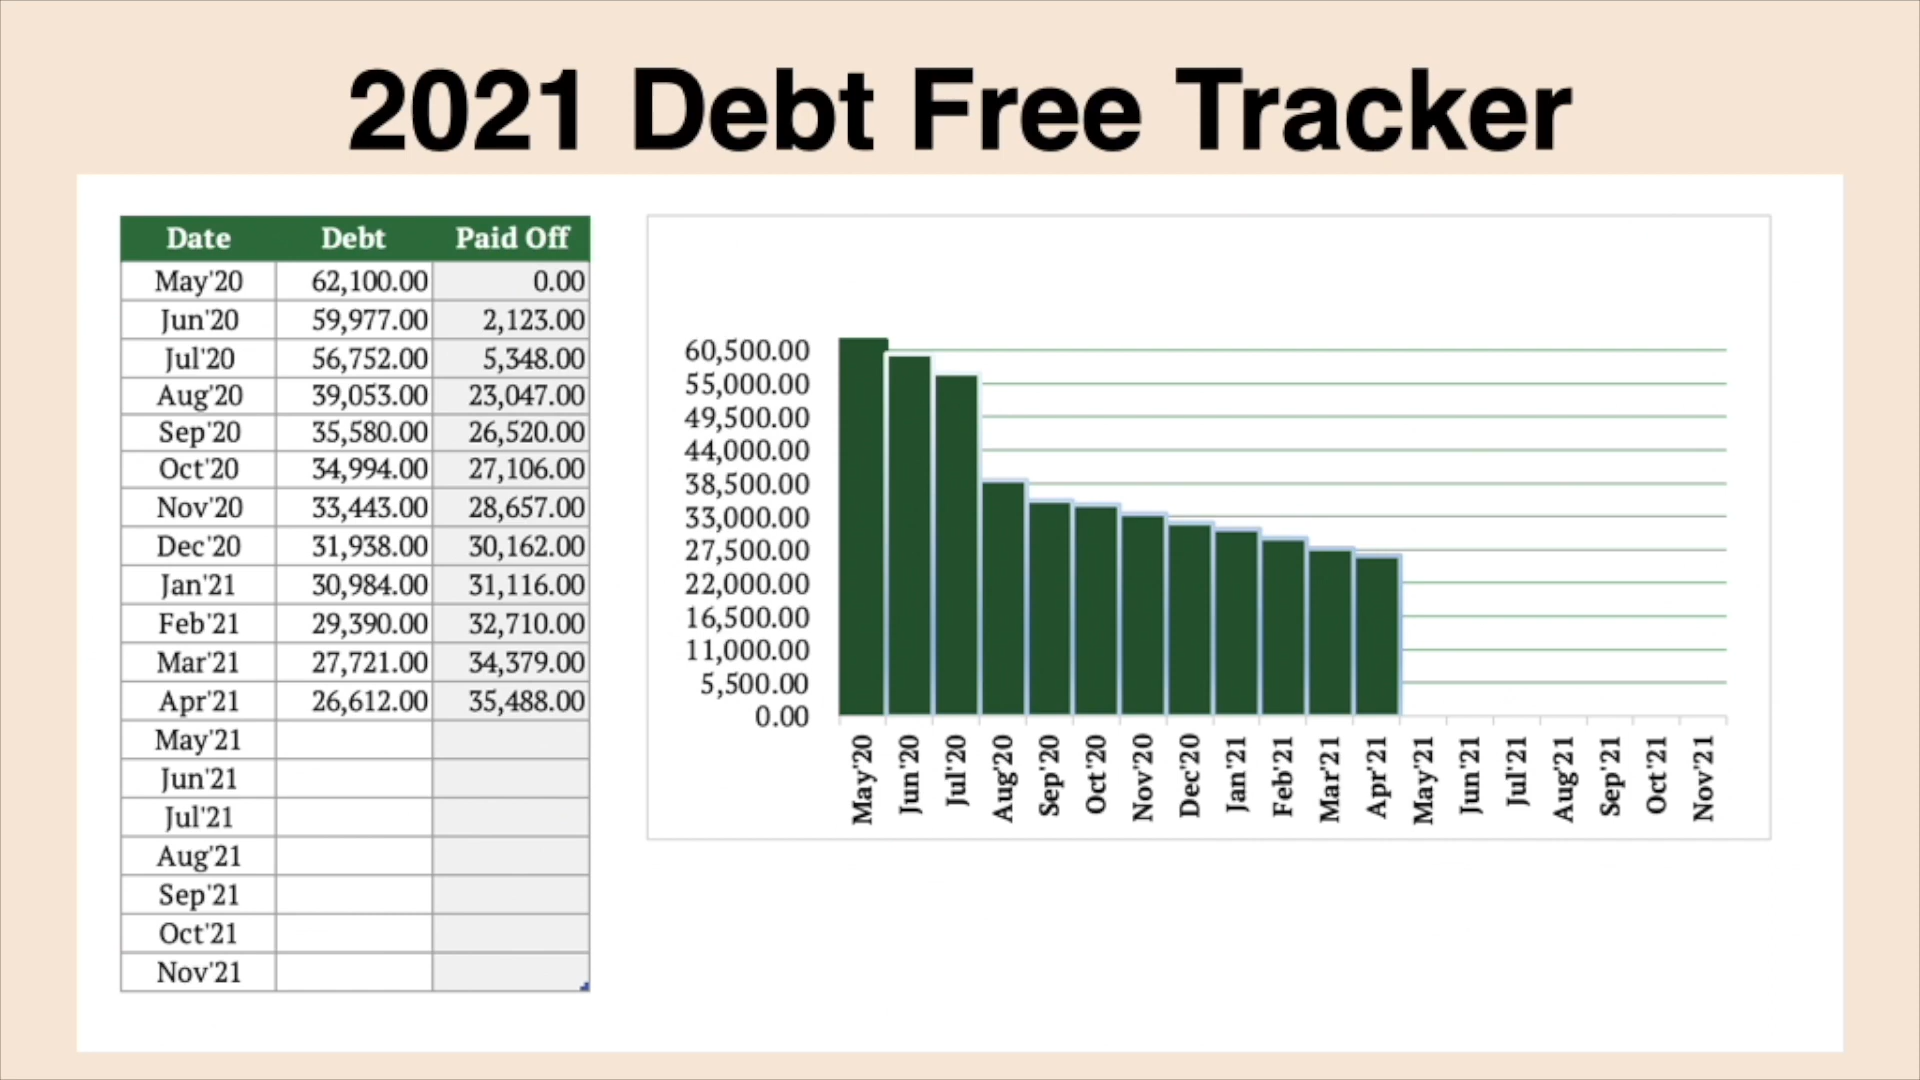 2021 Debt Free Tracker
Date Debt Paid Off
May'20 62,100.00 0.00
Jun'20 59,977.00 2,123.00
Jul'20 56,752.00 5,348.00
Aug'20 39,053.00 23,047.00
Sep'20 35,580.00 26,520.00
Oct'20 34,994.00 27,106.00
Nov'20 33,443.00 28,657.00
Dec'20 31,938.00 30,162.00
Jan'21 30,984.00 31,116.00
Feb'21 29,390.00 32,710.00
Mar'21 27,721.00 34,379.00
Apr'21 26,612.00 35,488.00
May'21
Jun'21
Jul'21
Aug'21
Sep'21
Oct'21
Nov'21
60,500.00
55,000.00
49,500.00
44,000.00
38,500.00
33,000.00
27,500.00
22,000.00
16,500.00
11,000.00
5,500.00
0.00
May'20 Jun'20 Jul'20 Aug'20 Sep'20 Oct'20 Nov'20 Dec'20 Jan'21 Feb'21 Mar'21 Apr'21 May'21 Jun'21 Jul'21 Aug'21 Sep'21 Oct'21 Nov'21